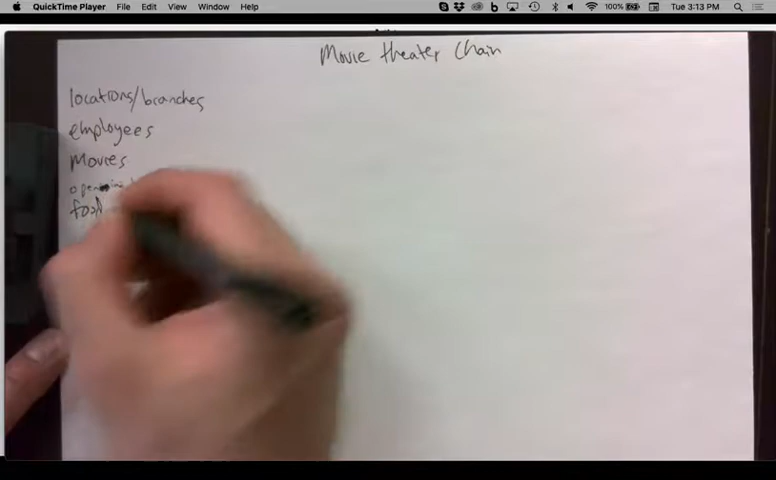 QuickTime Player File Edit View Window Help 100% Tue 3:13 PM
Movie theater Chain
locations/branches
employees
Movies
food